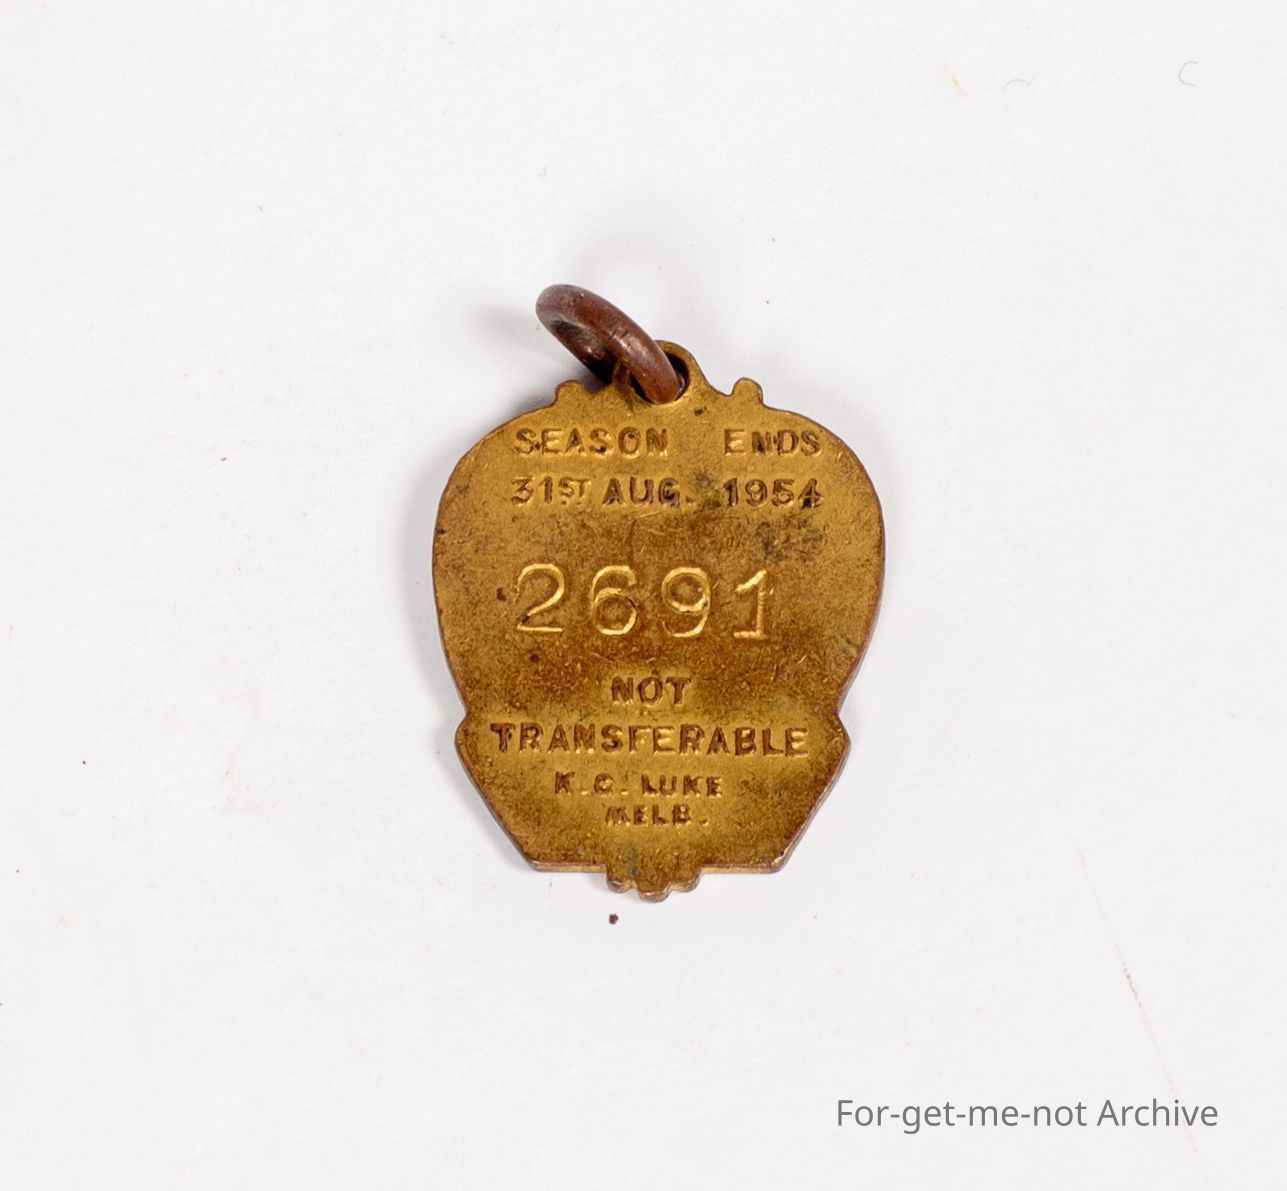 SEASON ENDS
31ST AUG. 1954
2691
NOT
TRANSFERABLE
K.G. LUKE
MELB.
For-get-me-not Archive